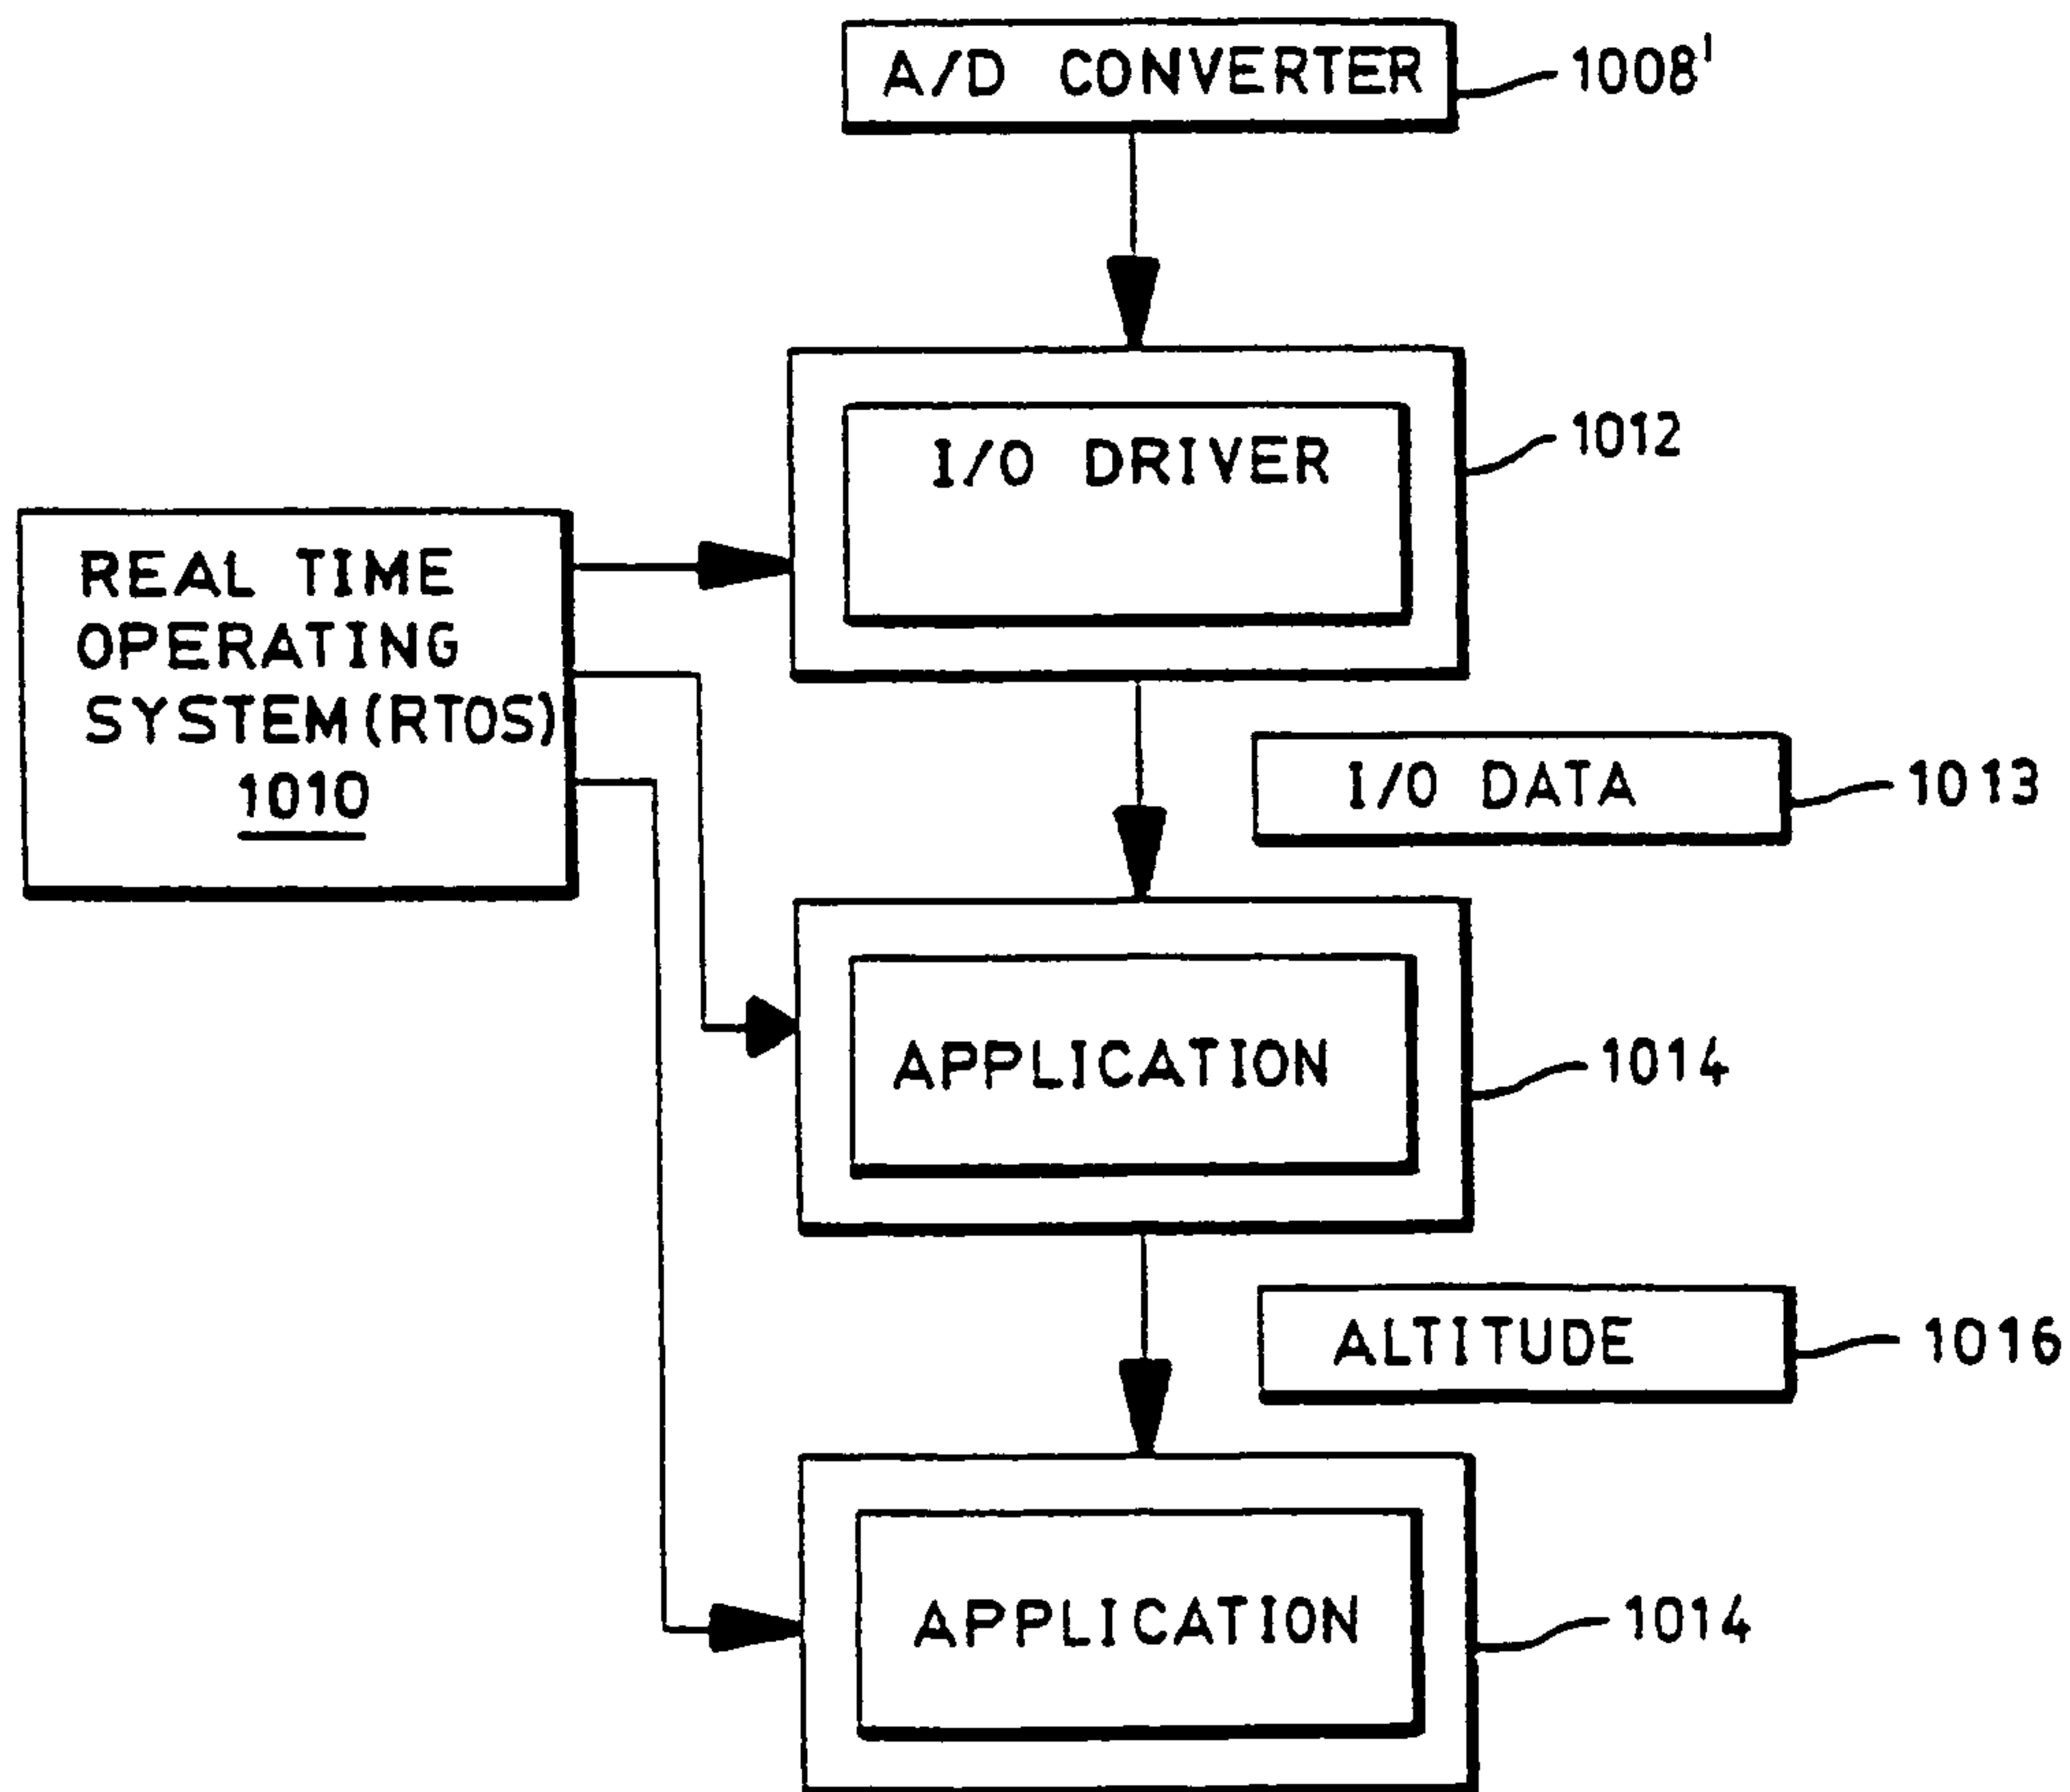 A/D CONVERTER
1008'
I/O DRIVER
1012
REAL TIME
OPERATING
SYSTEM(RTOS)
1010
I/O DATA
1013
APPLICATION
1014
ALTITUDE
1016
APPLICATION
1014